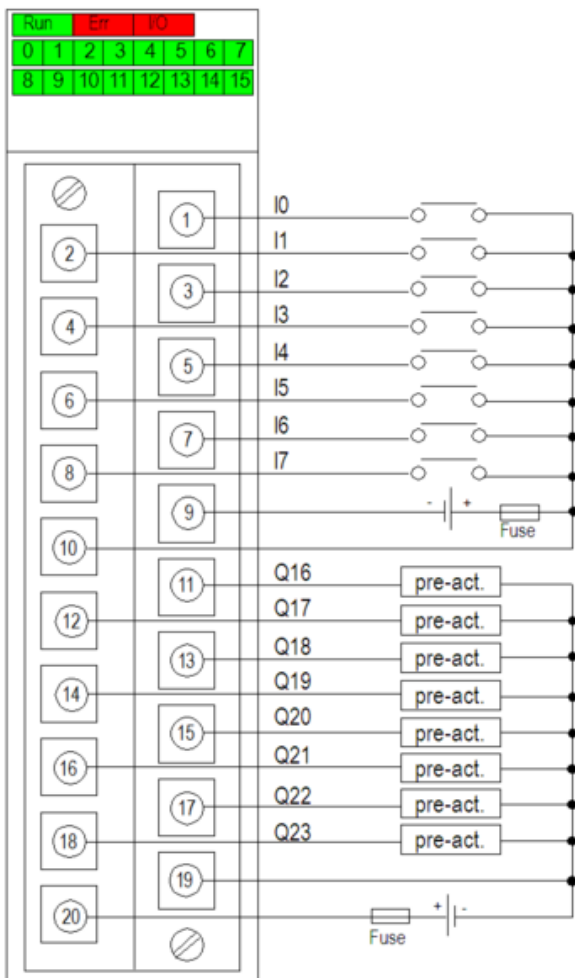 Run Err I/O
0 1 2 3 4 5 6 7
8 9 10 11 12 13 14 15
1 I0
2 I1
3 I2
4 I3
5 I4
6 I5
7 I6
8 I7
9 - + Fuse
10
11 Q16 pre-act.
12 Q17 pre-act.
13 Q18 pre-act.
14 Q19 pre-act.
15 Q20 pre-act.
16 Q21 pre-act.
17 Q22 pre-act.
18 Q23 pre-act.
19
20 Fuse + -